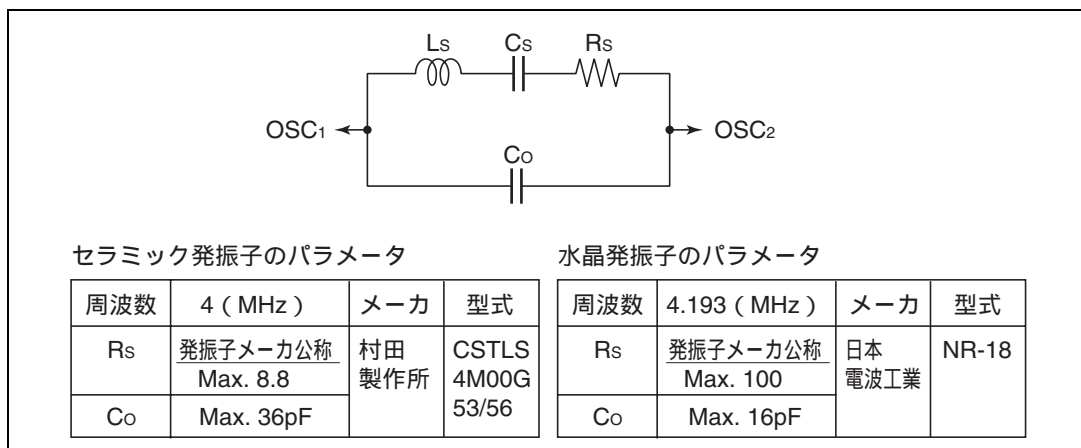 Ls Cs Rs
OSC1 OSC2
Co
セラミック発振子のパラメータ
周波数 4（MHz） メーカ 型式
Rs 発振子メーカ公称 村田 CSTLS
Max. 8.8 製作所 4M00G
Co Max. 36pF 53/56
水晶発振子のパラメータ
周波数 4.193（MHz） メーカ 型式
Rs 発振子メーカ公称 日本 NR-18
Max. 100 電波工業
Co Max. 16pF